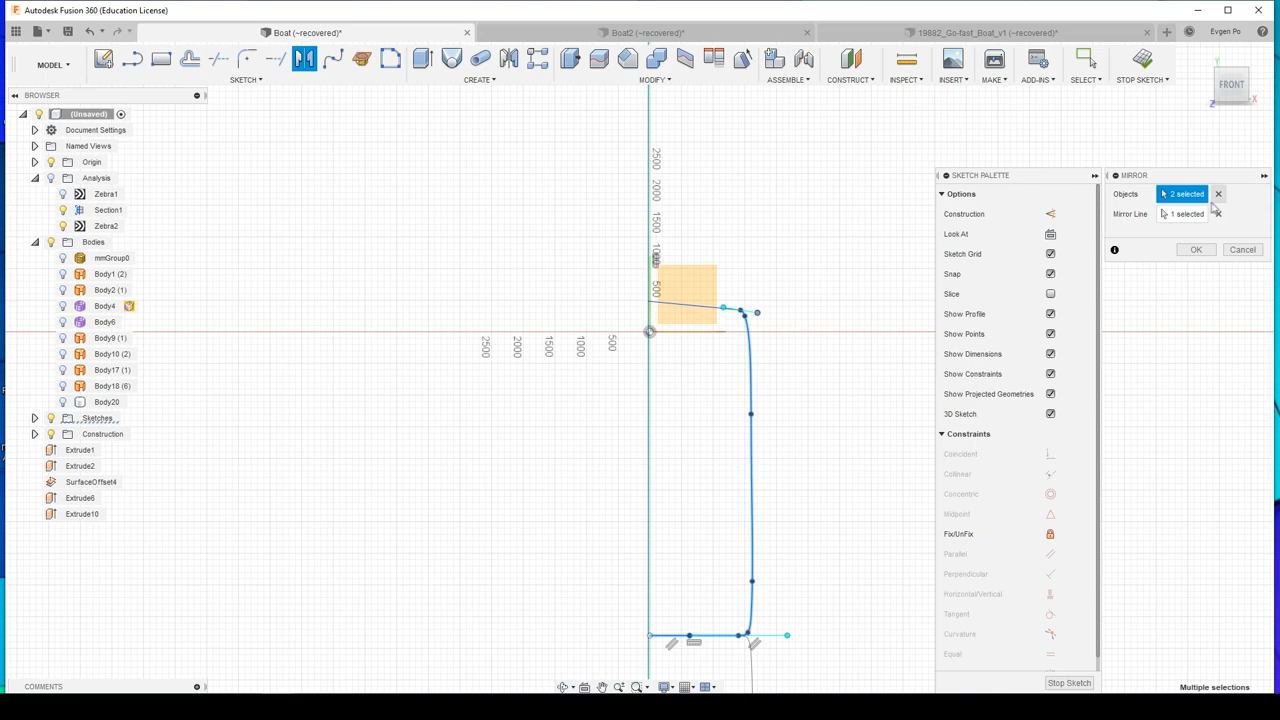 Autodesk Fusion 360 (Education License)
Boat (~recovered)*
Boat2 (~recovered)*
19882_Go-fast_Boat_v1 (~recovered)*
Evgen Po
MODEL
SKETCH
CREATE
MODIFY
ASSEMBLE
CONSTRUCT
INSPECT
INSERT
MAKE
ADD-INS
SELECT
STOP SKETCH
FRONT
Y
X
Z
BROWSER
(Unsaved)
Document Settings
Named Views
Origin
Analysis
Zebra1
Section1
Zebra2
Bodies
mmGroup0
Body1 (2)
Body2 (1)
Body4
Body6
Body9 (1)
Body10 (2)
Body17 (1)
Body18 (6)
Body20
Sketches
Construction
Extrude1
Extrude2
SurfaceOffset4
Extrude6
Extrude10
2500
2000
1500
1000
500
2500
2000
1500
1000
500
SKETCH PALETTE
Options
Construction
Look At
Sketch Grid
Snap
Slice
Show Profile
Show Points
Show Dimensions
Show Constraints
Show Projected Geometries
3D Sketch
Constraints
Coincident
Collinear
Concentric
Midpoint
Fix/UnFix
Parallel
Perpendicular
Horizontal/Vertical
Tangent
Curvature
Equal
Stop Sketch
MIRROR
Objects
2 selected
Mirror Line
1 selected
OK
Cancel
COMMENTS
Multiple selections